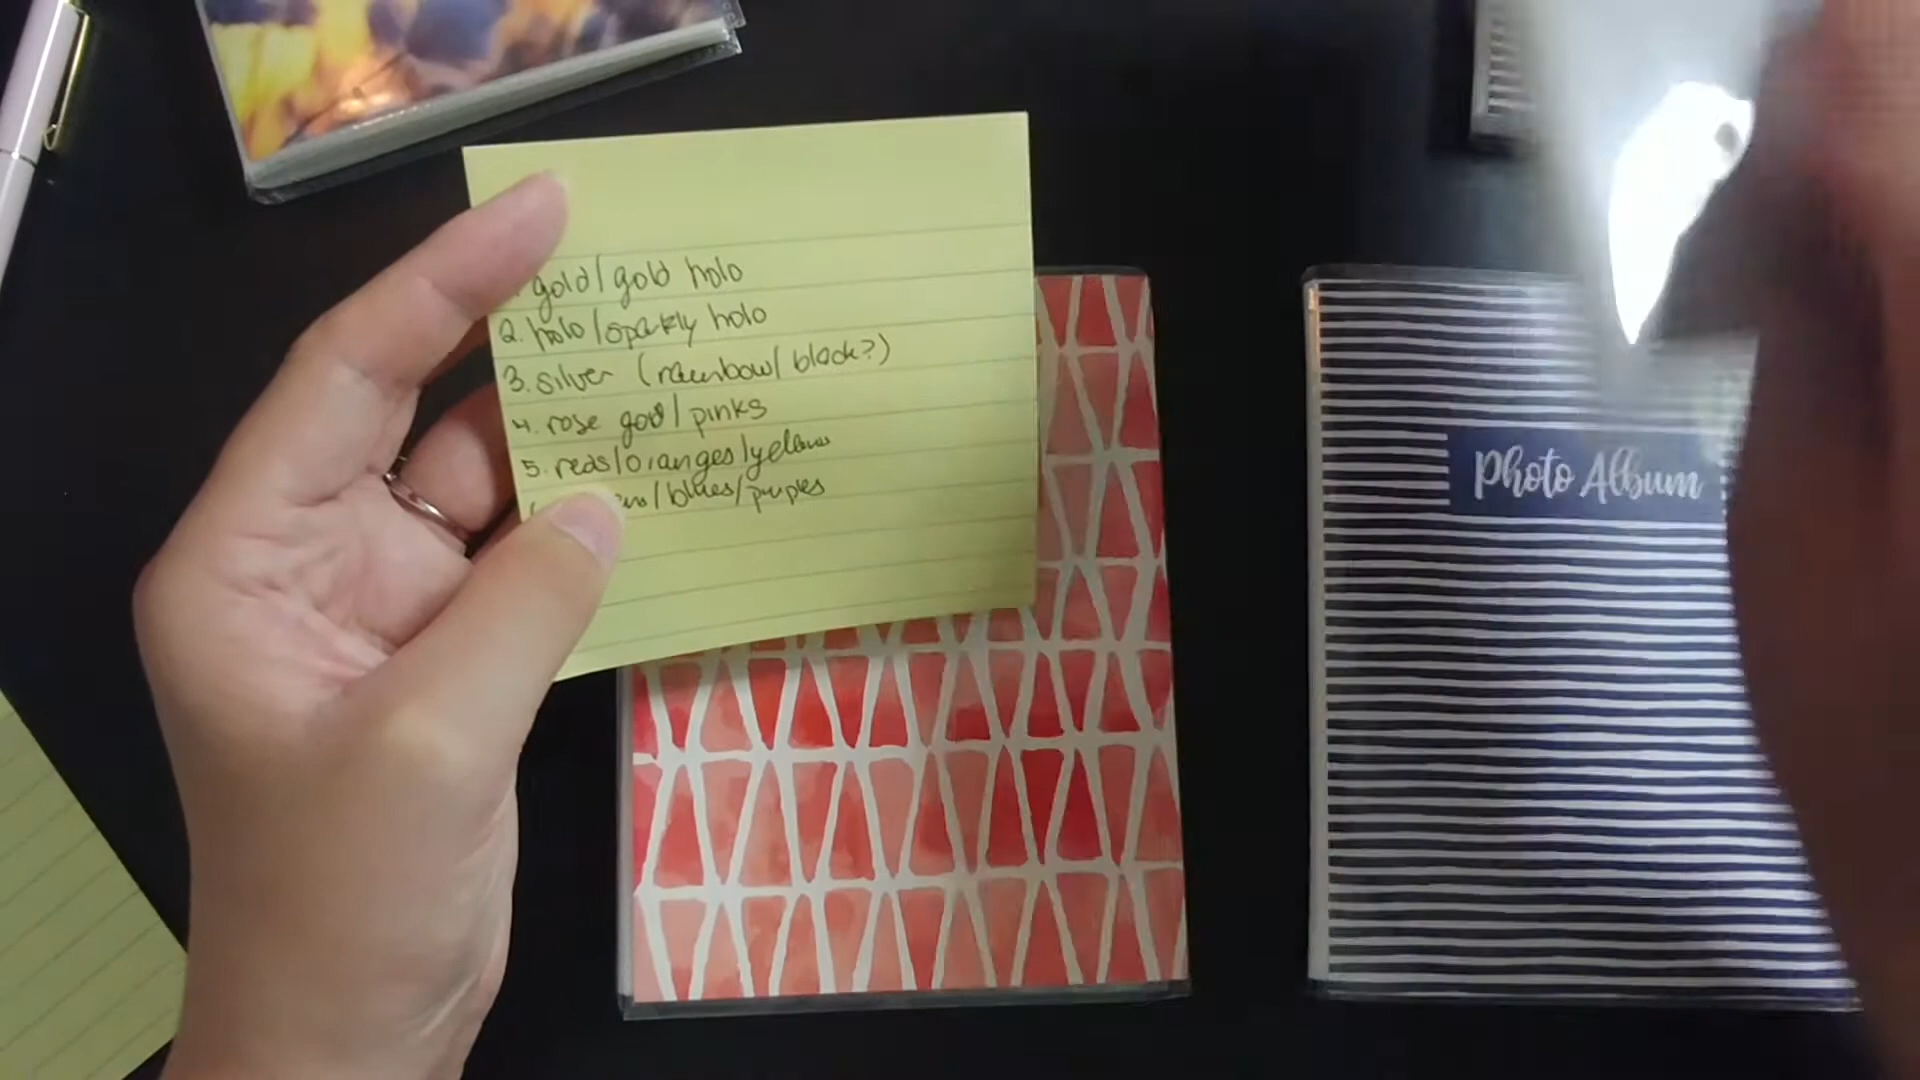 gold/gold holo
2. holo/sparkly holo
3. silver (rainbow/black?)
4. rose gold/pinks
5. reds/oranges/yellows
/blues/purples
Photo Album